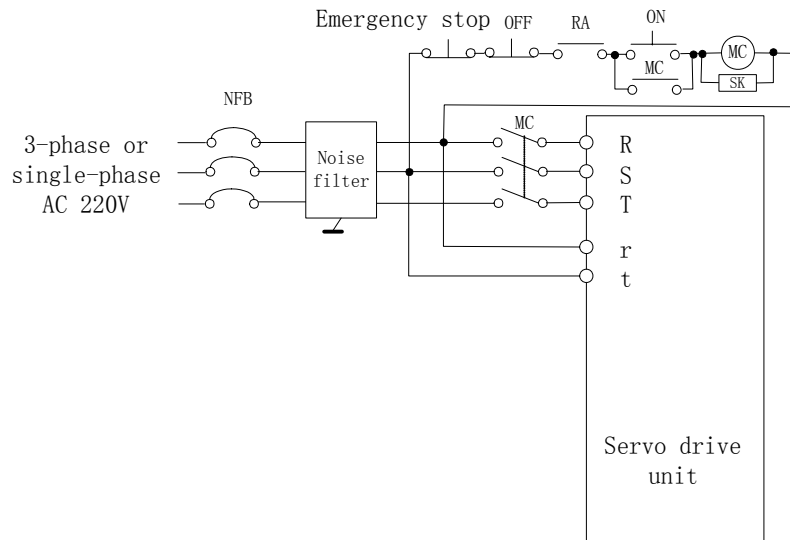 Emergency stop
OFF
RA
ON
MC
MC
SK
NFB
3-phase or
single-phase
AC 220V
Noise
filter
MC
R
S
T
r
t
Servo drive
unit